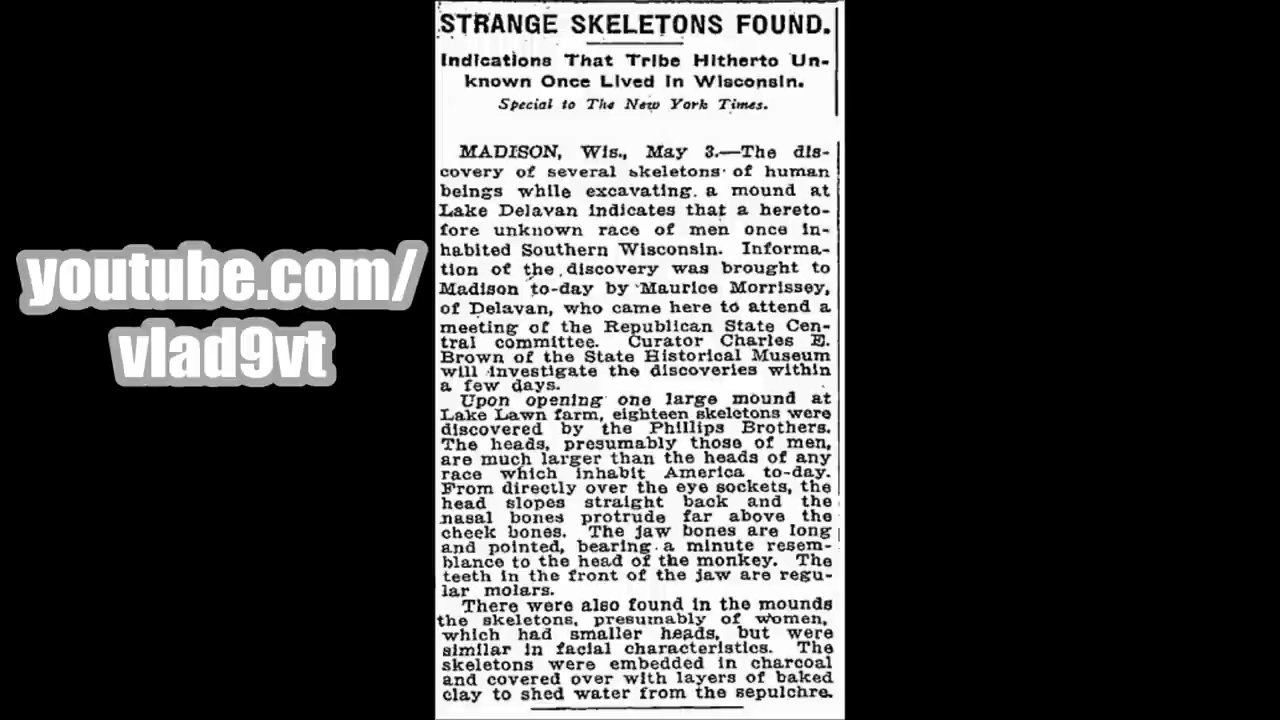 STRANGE SKELETONS FOUND.
Indications That Tribe Hitherto Un-
known Once Lived in Wisconsin.
Special to The New York Times.
MADISON, Wis., May 3.—The dis-
covery of several skeletons of human
beings while excavating a mound at
Lake Delavan indicates that a hereto-
fore unknown race of men once in-
habited Southern Wisconsin. Informa-
tion of the discovery was brought to
Madison to-day by Maurice Morrissey,
of Delavan, who came here to attend a
meeting of the Republican State Cen-
tral committee. Curator Charles E.
Brown of the State Historical Museum
will investigate the discoveries within
a few days.
Upon opening one large mound at
Lake Lawn farm, eighteen skeletons were
discovered by the Phillips Brothers.
The heads, presumably those of men,
are much larger than the heads of any
race which inhabit America to-day.
From directly over the eye sockets, the
head slopes straight back and the
nasal bones protrude far above the
cheek bones. The jaw bones are long
and pointed, bearing a minute resem-
blance to the head of the monkey. The
teeth in the front of the jaw are regu-
lar molars.
There were also found in the mounds
the skeletons, presumably of women,
which had smaller heads, but were
similar in facial characteristics. The
skeletons were embedded in charcoal
and covered over with layers of baked
clay to shed water from the sepulchre.
youtube.com/
vlad9vt